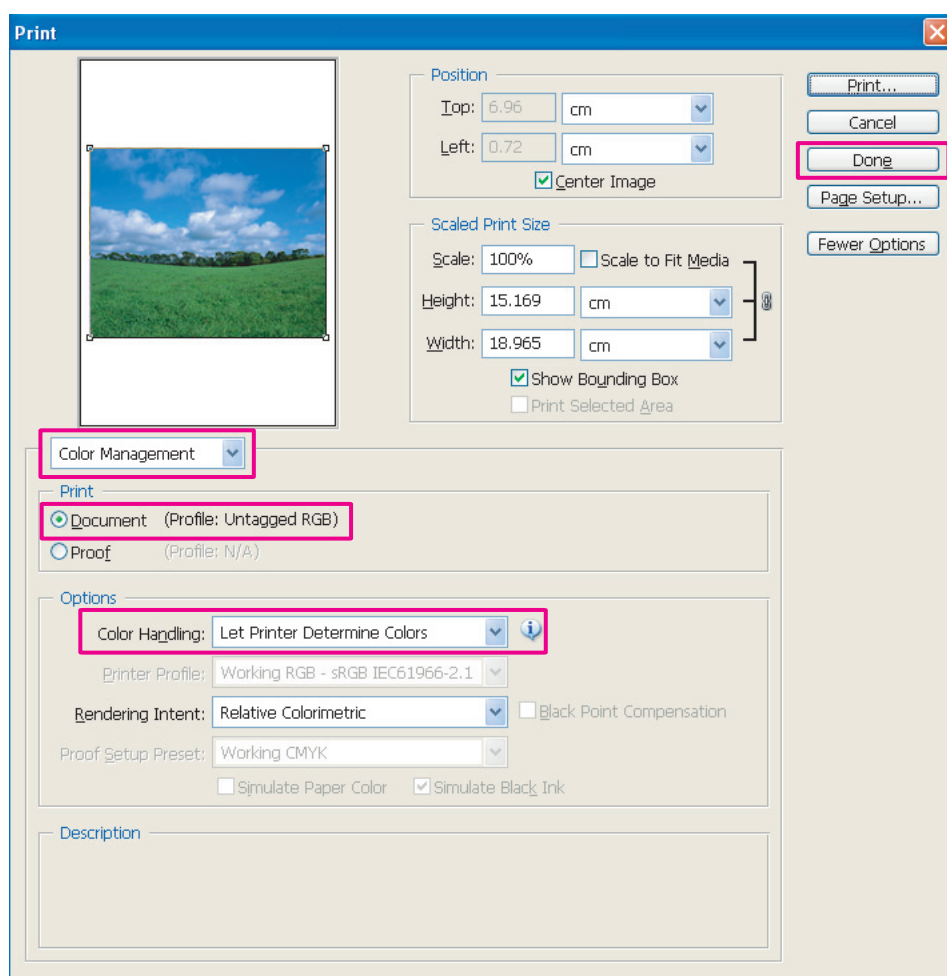 Print
Position
Top: 6.96 cm
Left: 0.72 cm
Center Image
Scaled Print Size
Scale: 100% Scale to Fit Media
Height: 15.169 cm
Width: 18.965 cm
Show Bounding Box
Print Selected Area
Print...
Cancel
Done
Page Setup...
Fewer Options
Color Management
Print
Document (Profile: Untagged RGB)
Proof (Profile: N/A)
Options
Color Handling: Let Printer Determine Colors
Printer Profile: Working RGB - sRGB IEC61966-2.1
Rendering Intent: Relative Colorimetric Black Point Compensation
Proof Setup Preset: Working CMYK
Simulate Paper Color Simulate Black Ink
Description